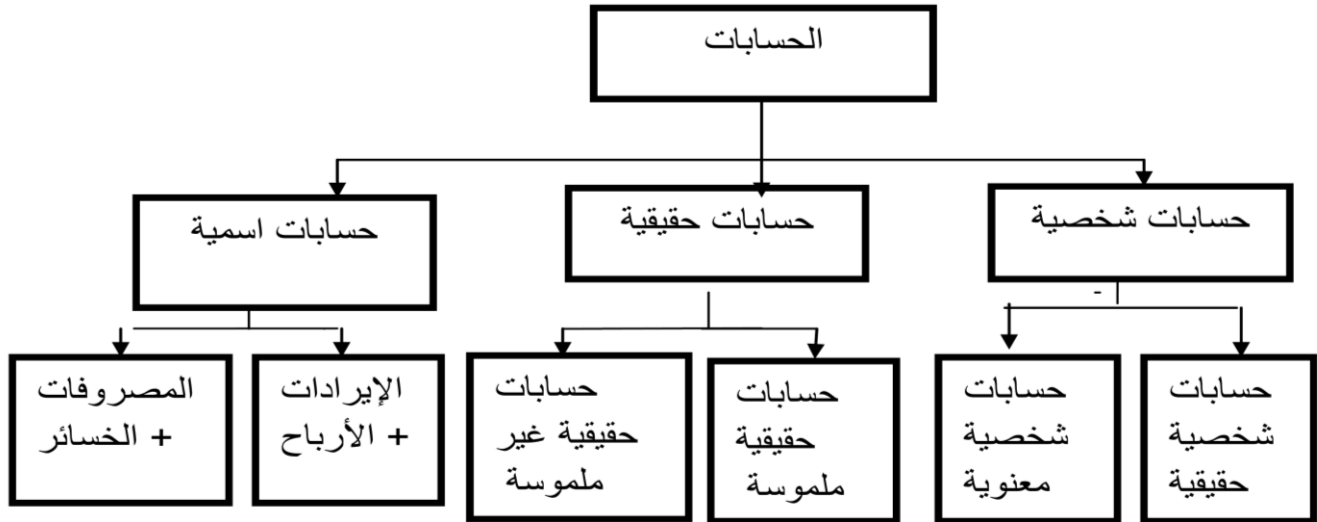 الحسابات
حسابات شخصية
حسابات حقيقية
حسابات اسمية
حسابات
شخصية
حقيقية
حسابات
شخصية
معنوية
حسابات
حقيقية
ملموسة
حسابات
حقيقية غير
ملموسة
الإيرادات
+ الأرباح
المصروفات
+ الخسائر